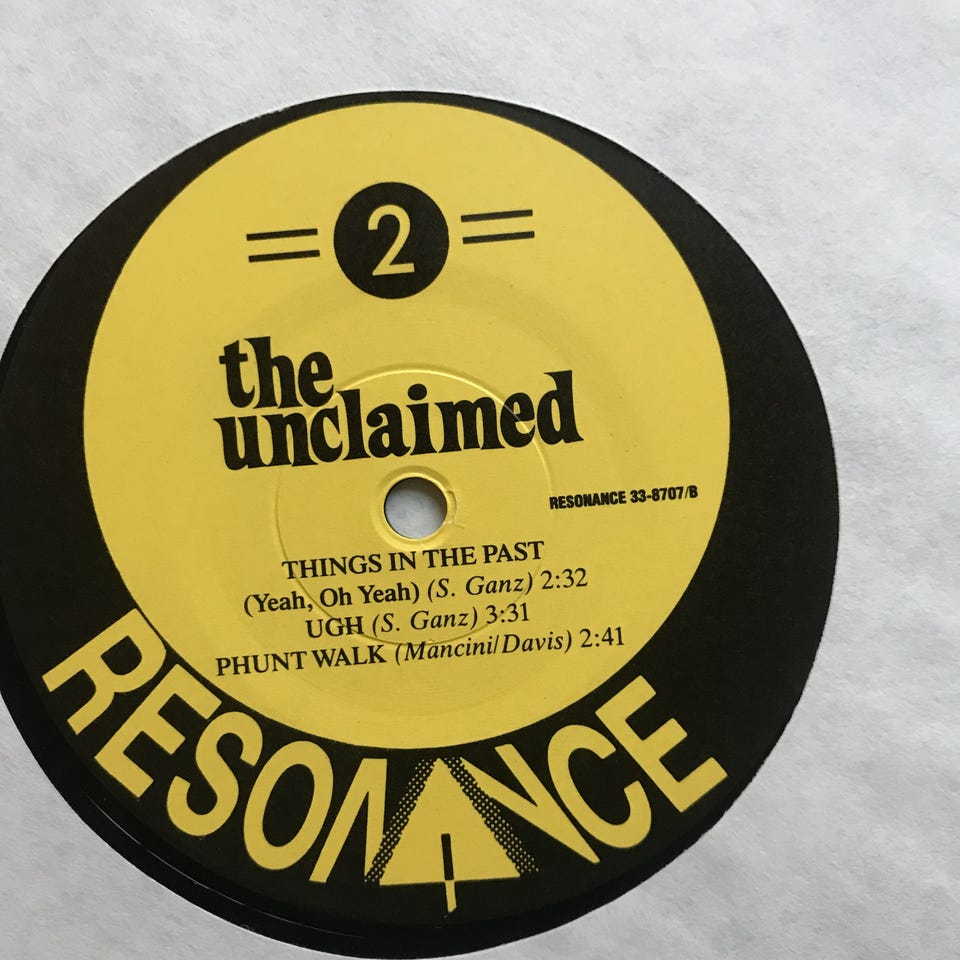 2
the
unclaimed
RESONANCE 33-8707/B
THINGS IN THE PAST
(Yeah, Oh Yeah) (S. Ganz) 2:32
UGH (S. Ganz) 3:31
PHUNT WALK (Mancini/Davis) 2:41
RESONANCE